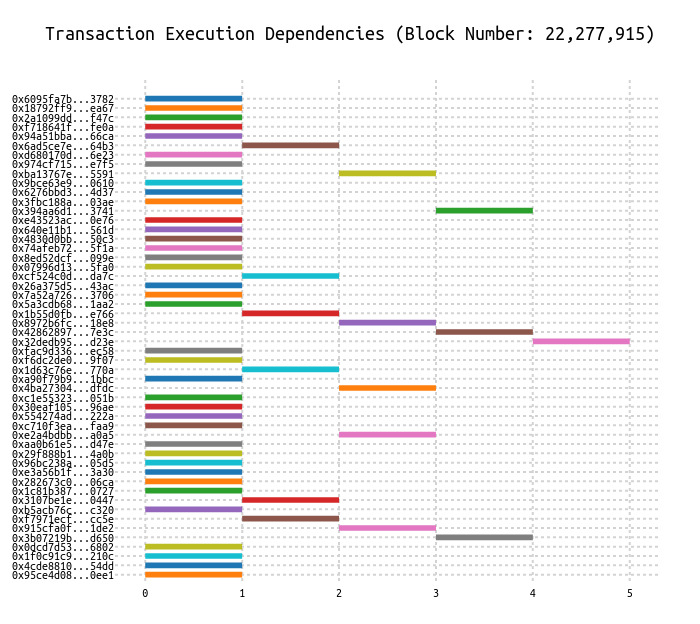 Transaction Execution Dependencies (Block Number: 22,277,915)
0x6095fa7b...3782
0x18792ff9...ea67
0x2a1099dd...f47c
0xf718641f...fe0a
0x94a51bba...66ca
0x6ad5ce7e...64b3
0xd680170d...6e23
0x974cf715...e7f5
0xba13767e...5591
0x9bce63e9...0610
0x6276bbd3...4d37
0x3fbc188a...03ae
0x394aa6d1...3741
0xe43523ac...0e76
0x640e11b1...561d
0x4830d0bb...50c3
0x74afeb72...5f1a
0x8ed52dcf...099e
0x07996d13...5fa0
0xcf524c0d...da7c
0x26a375d5...43ac
0x7a52a726...3706
0x5a3cdb68...1aa2
0x1b55d0fb...e766
0x8972b6fc...18e8
0x42862897...7e3c
0x32dedb95...d23e
0xfac9d336...ec58
0xf6dc2de0...9f07
0x1d63c76e...770a
0xa90f79b9...1bbc
0x4ba27304...dfdc
0xc1e55323...051b
0x30eaf105...96ae
0x554274ad...222a
0xc710f3ea...faa9
0xe2a4bdbb...a0a5
0xaa0b61e5...d47e
0x29f888b1...4a0b
0x96bc238a...05d5
0xe3a56b1f...3a30
0x282673c0...06ca
0x1c81b387...0727
0x3107be1e...0447
0xb5acb76c...c320
0xf7971ecf...cc5e
0x915cfa0f...1de2
0x3b07219b...d650
0x0dcd7d53...6802
0x1f0c91c9...210c
0x4cde8810...54dd
0x95ce4d08...0ee1
0 1 2 3 4 5